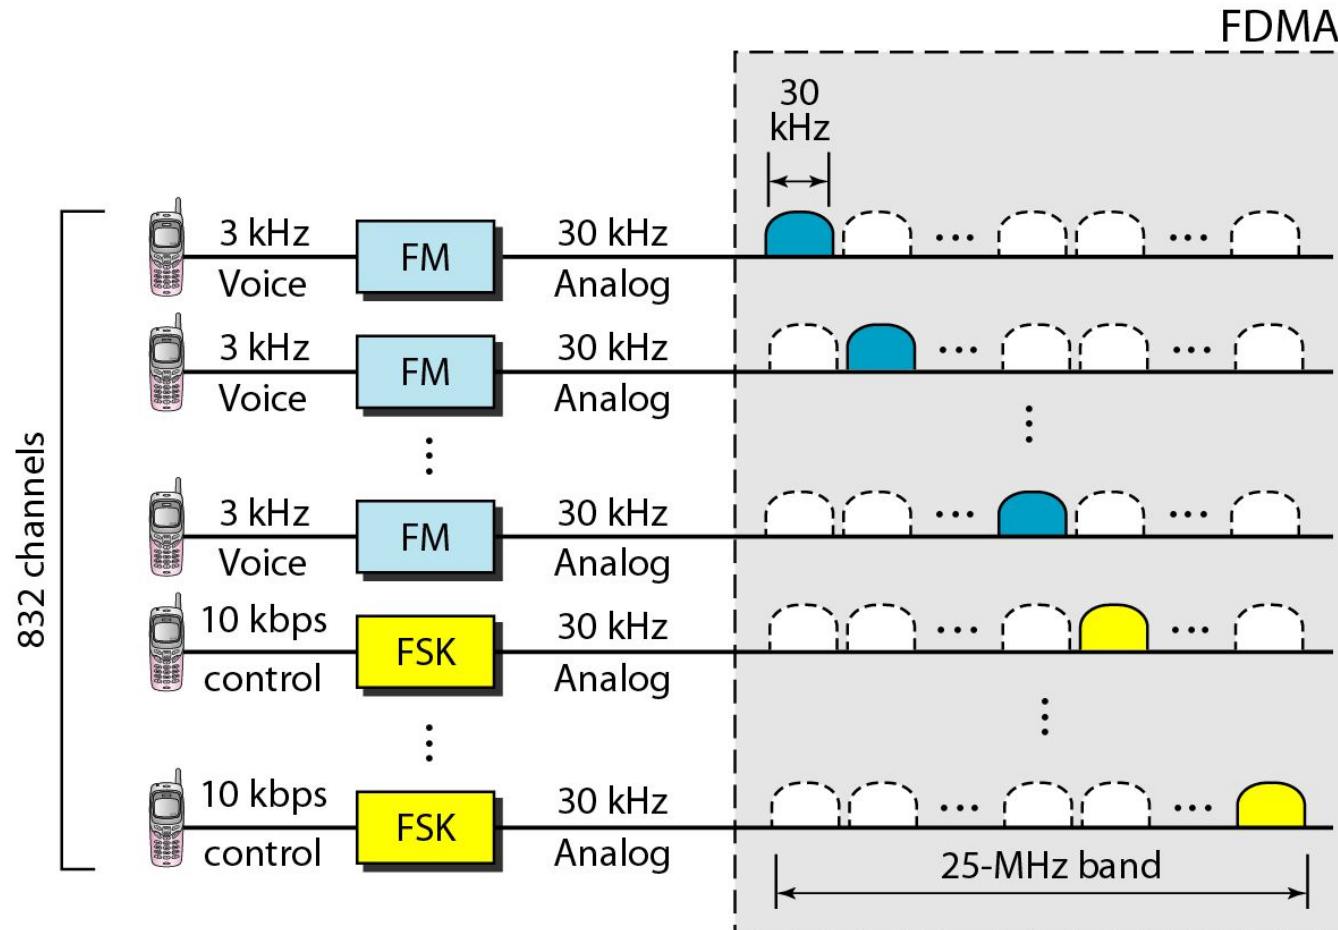 FDMA
30
kHz
3 kHz
Voice
FM
30 kHz
Analog
3 kHz
Voice
FM
30 kHz
Analog
832 channels
3 kHz
Voice
FM
30 kHz
Analog
10 kbps
control
FSK
30 kHz
Analog
10 kbps
control
FSK
30 kHz
Analog
25-MHz band